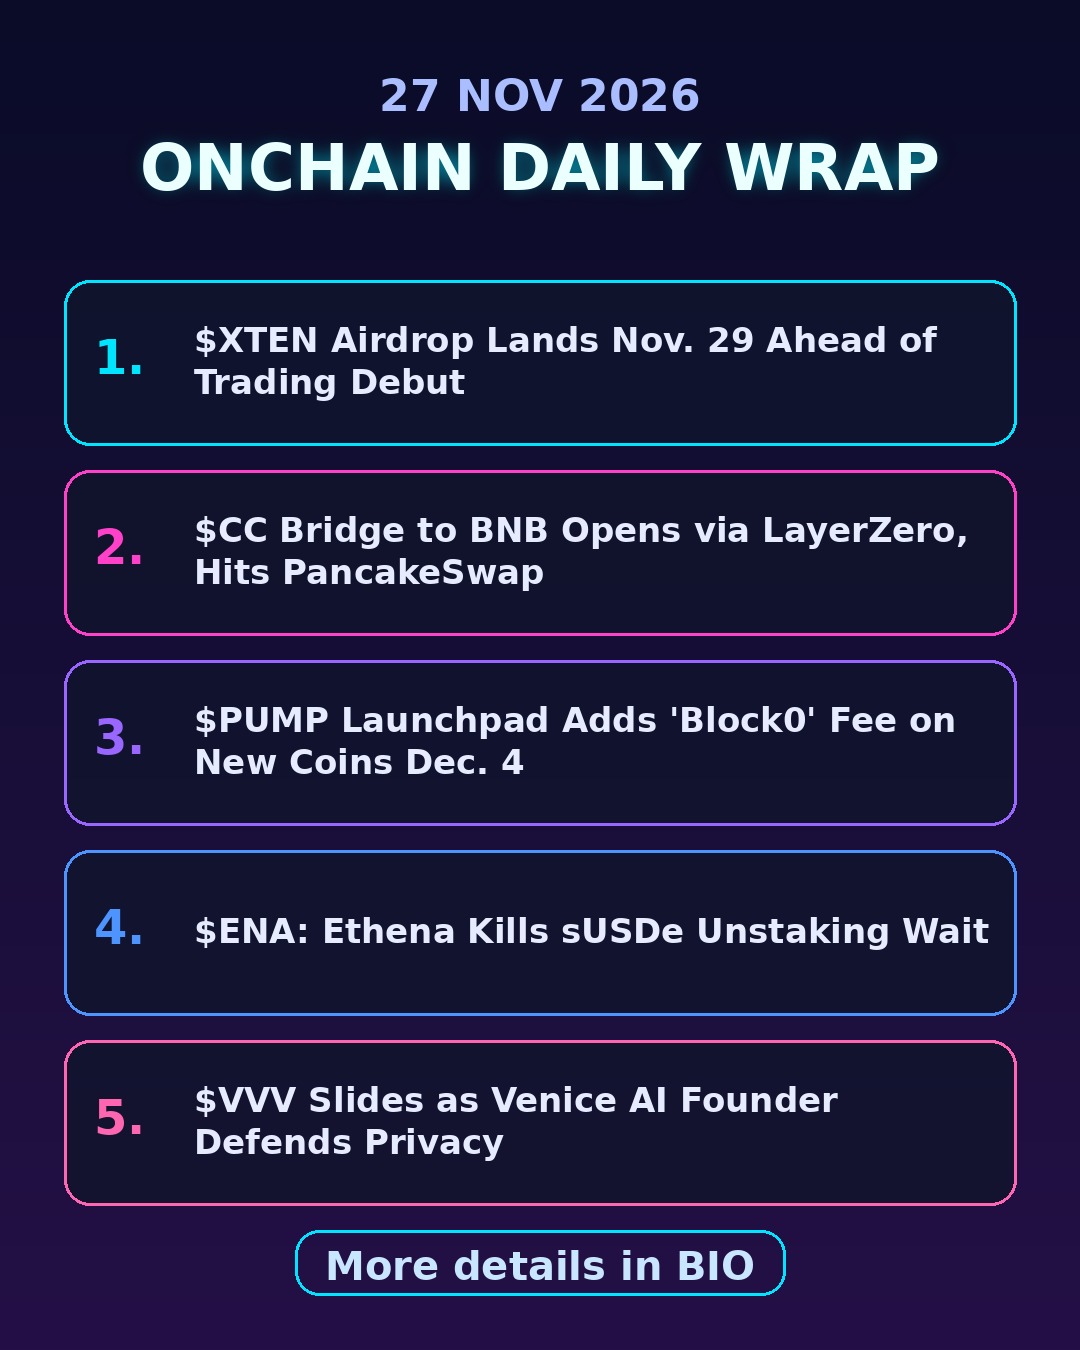 27 NOV 2026
ONCHAIN DAILY WRAP
1.
$XTEN Airdrop Lands Nov. 29 Ahead of
Trading Debut
2.
$CC Bridge to BNB Opens via LayerZero,
Hits PancakeSwap
3.
$PUMP Launchpad Adds 'Block0' Fee on
New Coins Dec. 4
4.
$ENA: Ethena Kills sUSDe Unstaking Wait
5.
$VVV Slides as Venice AI Founder
Defends Privacy
More details in BIO